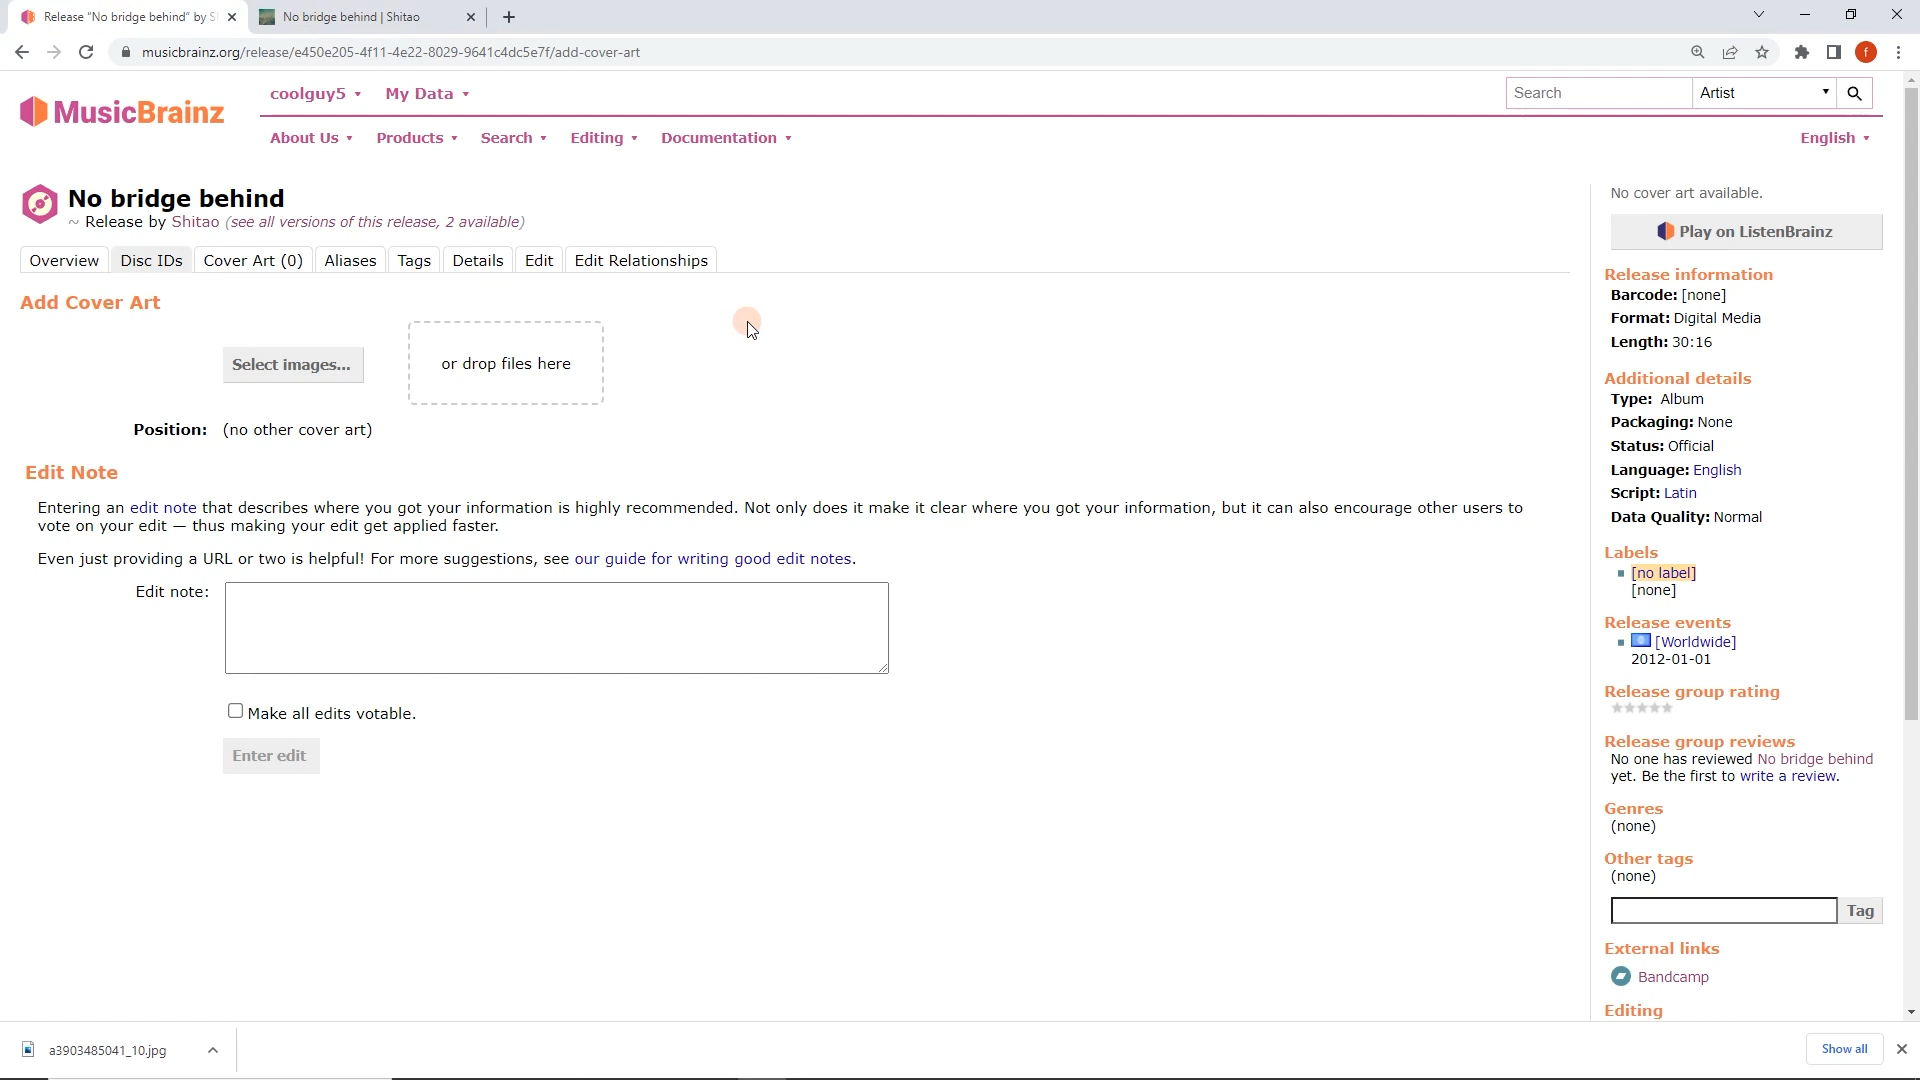 Release "No bridge behind" by S
No bridge behind | Shitao
musicbrainz.org/release/e450e205-4f11-4e22-8029-9641c4dc5e7f/add-cover-art
f
MusicBrainz
coolguy5
My Data
Search
Artist
About Us
Products
Search
Editing
Documentation
English
No bridge behind
~ Release by Shitao (see all versions of this release, 2 available)
Overview
Disc IDs
Cover Art (0)
Aliases
Tags
Details
Edit
Edit Relationships
Add Cover Art
Select images...
or drop files here
Position: (no other cover art)
Edit Note
Entering an edit note that describes where you got your information is highly recommended. Not only does it make it clear where you got your information, but it can also encourage other users to
vote on your edit — thus making your edit get applied faster.
Even just providing a URL or two is helpful! For more suggestions, see our guide for writing good edit notes.
Edit note:
Make all edits votable.
Enter edit
No cover art available.
Play on ListenBrainz
Release information
Barcode: [none]
Format: Digital Media
Length: 30:16
Additional details
Type: Album
Packaging: None
Status: Official
Language: English
Script: Latin
Data Quality: Normal
Labels
[no label]
[none]
Release events
[Worldwide]
2012-01-01
Release group rating
Release group reviews
No one has reviewed No bridge behind
yet. Be the first to write a review.
Genres
(none)
Other tags
(none)
Tag
External links
Bandcamp
Editing
a3903485041_10.jpg
Show all